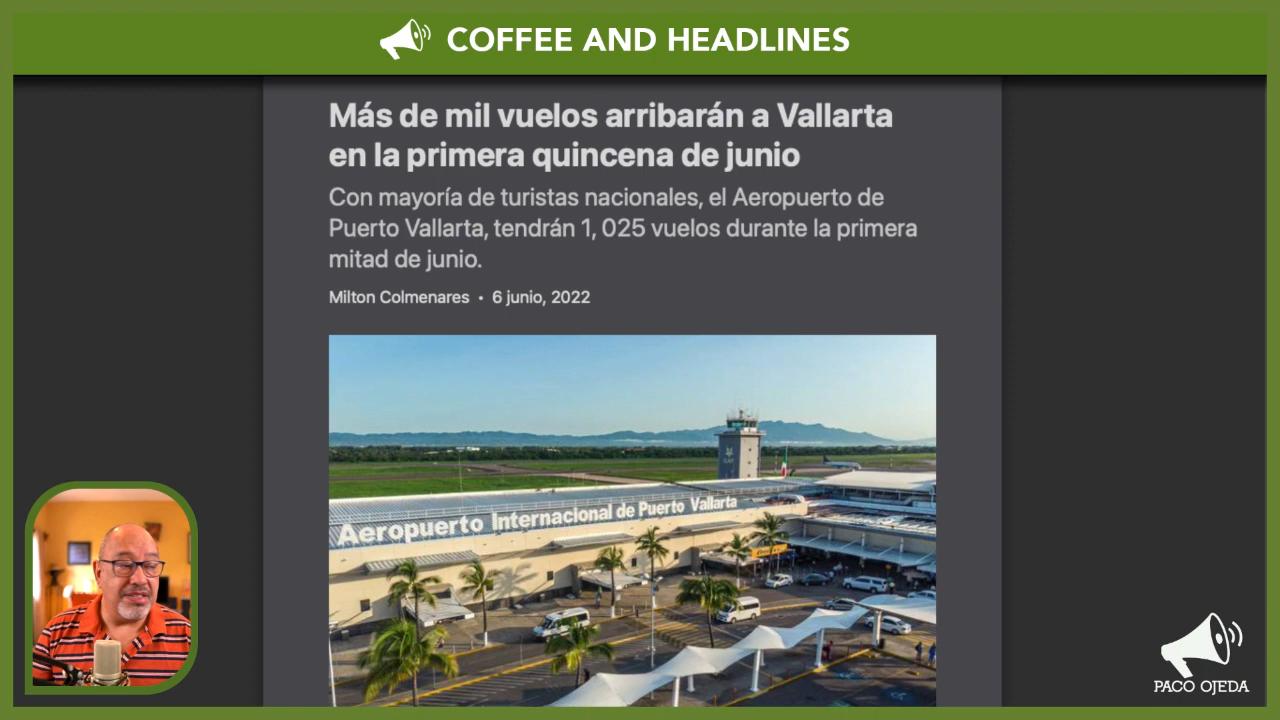 COFFEE AND HEADLINES
Más de mil vuelos arribarán a Vallarta
en la primera quincena de junio
Con mayoría de turistas nacionales, el Aeropuerto de
Puerto Vallarta, tendrán 1, 025 vuelos durante la primera
mitad de junio.
Milton Colmenares • 6 junio, 2022
Aeropuerto Internacional de Puerto Vallarta
PACO OJEDA